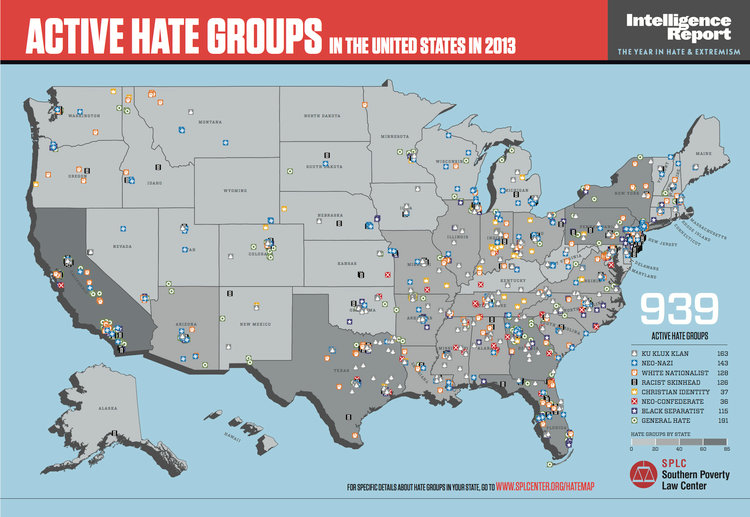 ACTIVE HATE GROUPS IN THE UNITED STATES IN 2013
Intelligence
Report
THE YEAR IN HATE & EXTREMISM
WASHINGTON
MONTANA
NORTH DAKOTA
MINNESOTA
MAINE
OREGON
IDAHO
SOUTH DAKOTA
WISCONSIN
MICHIGAN
NEW YORK
WYOMING
MASSACHUSETTS
RHODE ISLAND
CONNECTICUT
NEW JERSEY
DELAWARE
MARYLAND
NEVADA
NEBRASKA
ILLINOIS
KANSAS
KENTUCKY
ARIZONA
NEW MEXICO
TEXAS
FLORIDA
ALASKA
HAWAII
939
ACTIVE HATE GROUPS
KU KLUX KLAN 163
NEO-NAZI 143
WHITE NATIONALIST 128
RACIST SKINHEAD 126
CHRISTIAN IDENTITY 37
NEO-CONFEDERATE 36
BLACK SEPARATIST 115
GENERAL HATE 191
HATE GROUPS BY STATE
0 20 40 60 85
SPLC
Southern Poverty
Law Center
FOR SPECIFIC DETAILS ABOUT HATE GROUPS IN YOUR STATE, GO TO WWW.SPLCENTER.ORG/HATEMAP